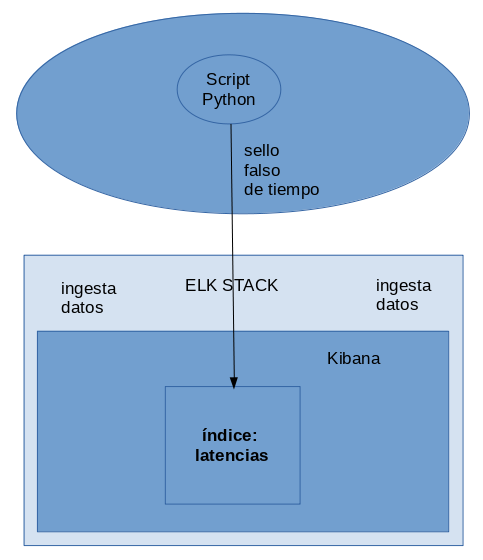 Script
Python
sello
falso
de tiempo
ingesta
datos
ELK STACK
ingesta
datos
Kibana
índice:
latencias